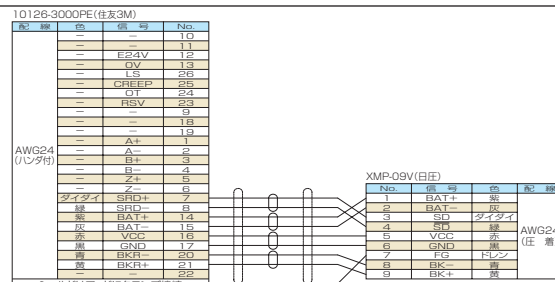 10126-3000PE(住友3M)
配 線 色 信 号 No.
－ － 10
－ － 11
－ E24V 12
－ 0V 13
－ LS 26
－ CREEP 25
－ OT 24
－ RSV 23
－ － 9
－ － 18
－ － 19
－ A+ 1
AWG24 － A− 2
(ハンダ付) － B+ 3
－ B− 4
－ Z+ 5
－ Z− 6
ダイダイ SRD+ 7
緑 SRD− 8
紫 BAT+ 14
灰 BAT− 15
赤 VCC 16
黒 GND 17
青 BKR− 20
黄 BKR+ 21
－ － 22
XMP-09V(日圧)
No. 信 号 色 配 線
1 BAT+ 紫
2 BAT− 灰
3 SD ダイダイ
4 SD 緑 AWG24
5 VCC 赤 (圧 着
6 GND 黒
7 FG ドレン
8 BK− 青
9 BK+ 黄